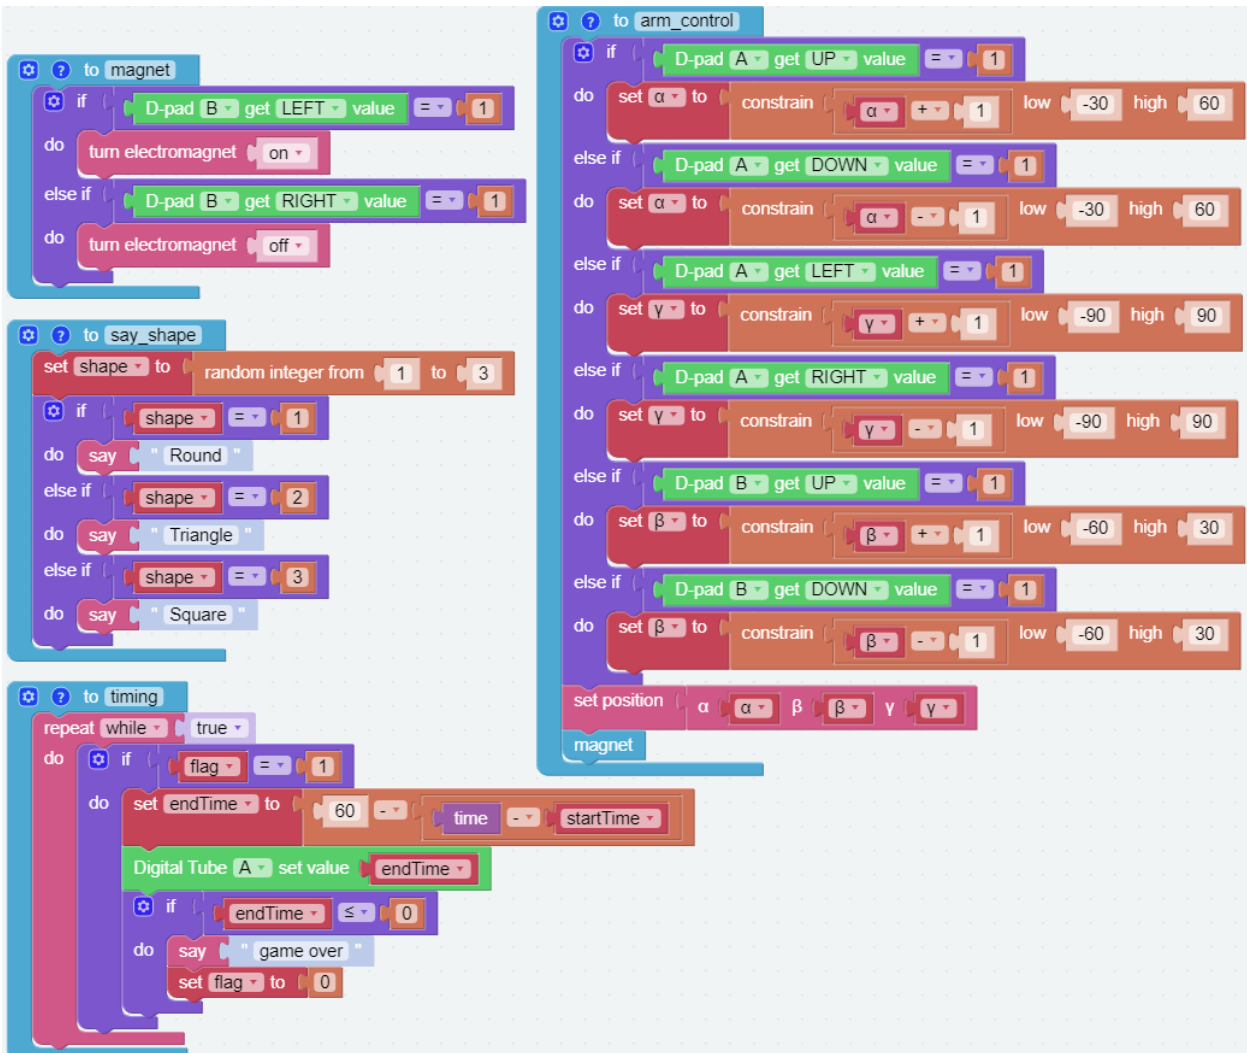 to magnet
if D-pad B get LEFT value = 1
do turn electromagnet on
else if D-pad B get RIGHT value = 1
do turn electromagnet off
to say_shape
set shape to random integer from 1 to 3
if shape = 1
do say " Round "
else if shape = 2
do say " Triangle "
else if shape = 3
do say " Square "
to timing
repeat while true
do if flag = 1
do set endTime to 60 - time - startTime
Digital Tube A set value endTime
if endTime ≤ 0
do say " game over "
set flag to 0
to arm_control
if D-pad A get UP value = 1
do set α to constrain α + 1 low -30 high 60
else if D-pad A get DOWN value = 1
do set α to constrain α - 1 low -30 high 60
else if D-pad A get LEFT value = 1
do set γ to constrain γ + 1 low -90 high 90
else if D-pad A get RIGHT value = 1
do set γ to constrain γ - 1 low -90 high 90
else if D-pad B get UP value = 1
do set β to constrain β + 1 low -60 high 30
else if D-pad B get DOWN value = 1
do set β to constrain β - 1 low -60 high 30
set position α α β β γ γ
magnet